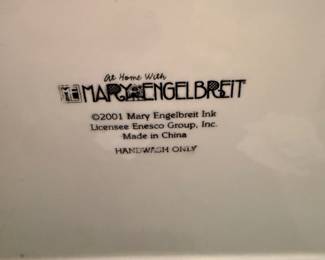 At Home With
MARY ENGELBREIT
©2001 Mary Engelbreit Ink
Licensee Enesco Group, Inc.
Made in China
HANDWASH ONLY